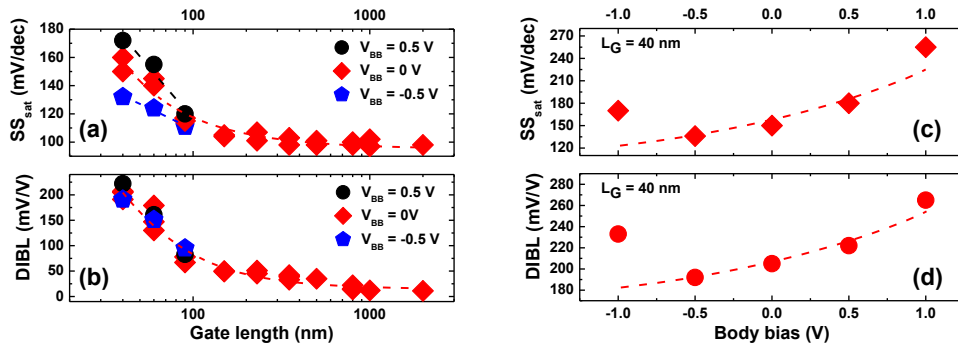 100 1000
180
160
140
120
100
SS_sat (mV/dec)
V_BB = 0.5 V
V_BB = 0 V
V_BB = -0.5 V
(a)
200
150
100
50
0
DIBL (mV/V)
V_BB = 0.5 V
V_BB = 0V
V_BB = -0.5 V
(b)
100 1000
Gate length (nm)
-1.0 -0.5 0.0 0.5 1.0
270
240
210
180
150
120
SS_sat (mV/dec)
L_G = 40 nm
(c)
280
260
240
220
200
180
DIBL (mV/V)
L_G = 40 nm
(d)
-1.0 -0.5 0.0 0.5 1.0
Body bias (V)